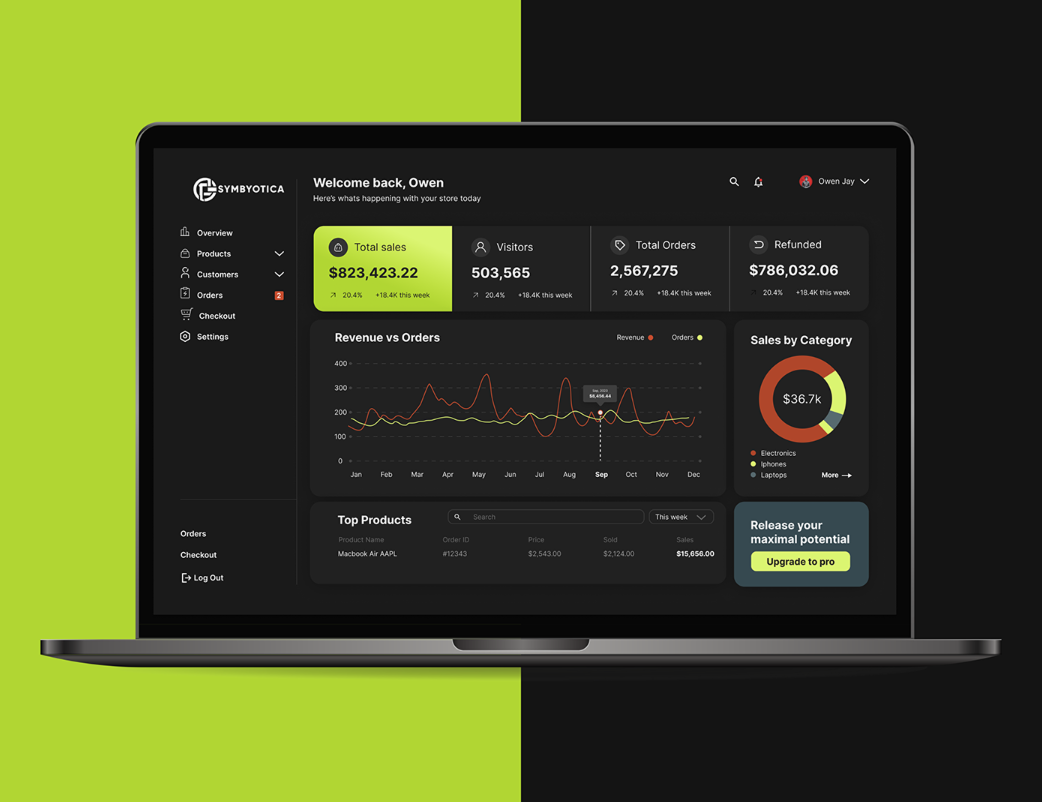 SYMBYOTICA
Overview
Products
Customers
Orders
2
Checkout
Settings
Orders
Checkout
Log Out
Welcome back, Owen
Here's whats happening with your store today
Owen Jay
Total sales
$823,423.22
20.4% +18.4K this week
Visitors
503,565
20.4% +18.4K this week
Total Orders
2,567,275
20.4% +18.4K this week
Refunded
$786,032.06
20.4% +18.4K this week
Revenue vs Orders
Revenue
Orders
400
300
200
100
0
Sep, 2023
$8,456.44
Jan Feb Mar Apr May Jun Jul Aug Sep Oct Nov Dec
Sales by Category
$36.7k
Electronics
Iphones
Laptops
More
Top Products
Search
This week
Product Name Order ID Price Sold Sales
Macbook Air AAPL #12343 $2,543.00 $2,124.00 $15,656.00
Release your
maximal potential
Upgrade to pro